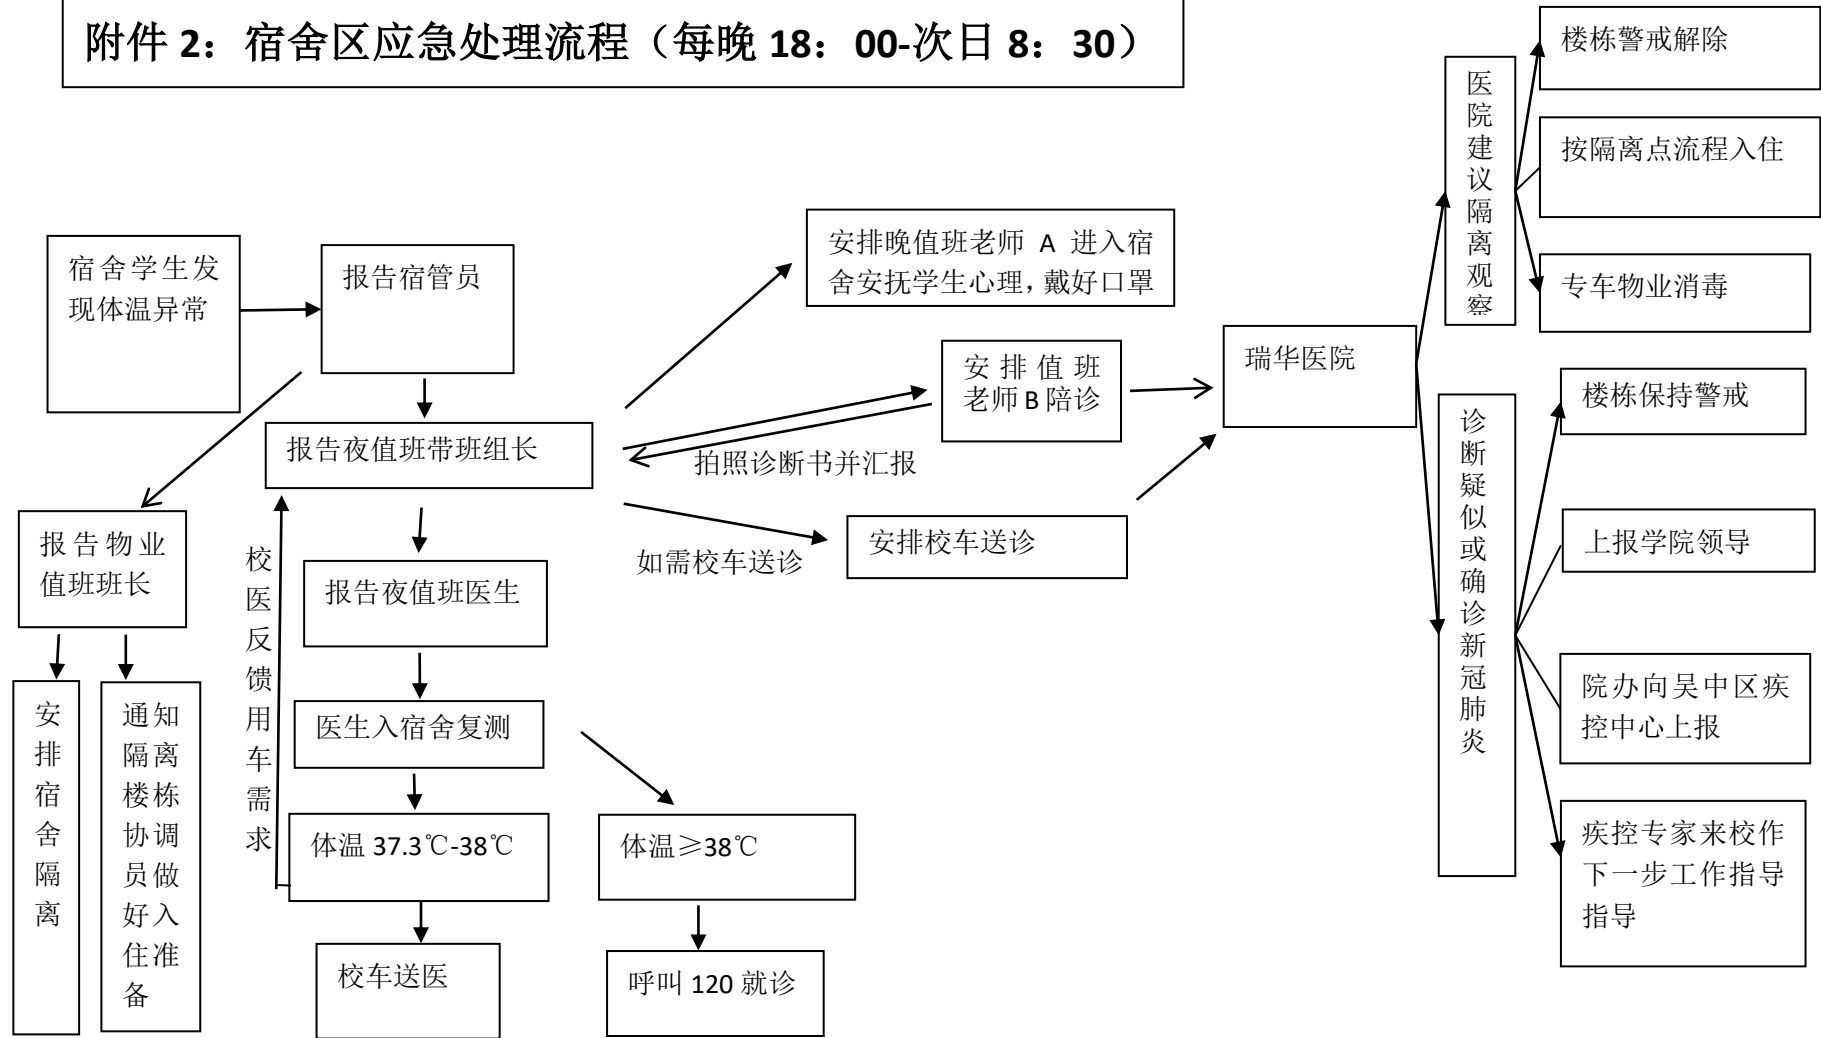 附件 2：宿舍区应急处理流程（每晚 18：00-次日 8：30）
宿舍学生发
现体温异常
报告宿管员
报告夜值班带班组长
报告物业
值班班长
安排宿舍隔离
通知
隔离
楼栋
协调
员做
好入
住准
备
校医反馈用车需求
报告夜值班医生
医生入宿舍复测
体温 37.3℃-38℃
校车送医
体温≥38℃
呼叫 120 就诊
安排晚值班老师 A 进入宿
舍安抚学生心理，戴好口罩
安排值班
老师 B 陪诊
拍照诊断书并汇报
如需校车送诊
安排校车送诊
瑞华医院
医院建议隔离观察
楼栋警戒解除
按隔离点流程入住
专车物业消毒
诊断疑似或确诊新冠肺炎
楼栋保持警戒
上报学院领导
院办向吴中区疾
控中心上报
疾控专家来校作
下一步工作指导
指导